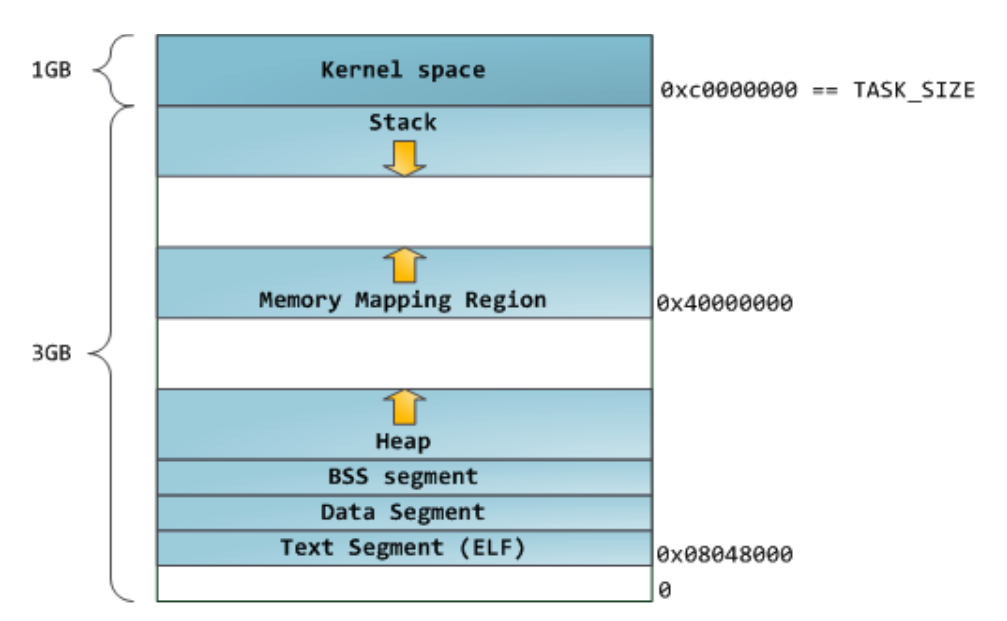 1GB
Kernel space
0xc0000000 == TASK_SIZE
Stack
Memory Mapping Region
0x40000000
3GB
Heap
BSS segment
Data Segment
Text Segment (ELF)
0x08048000
0